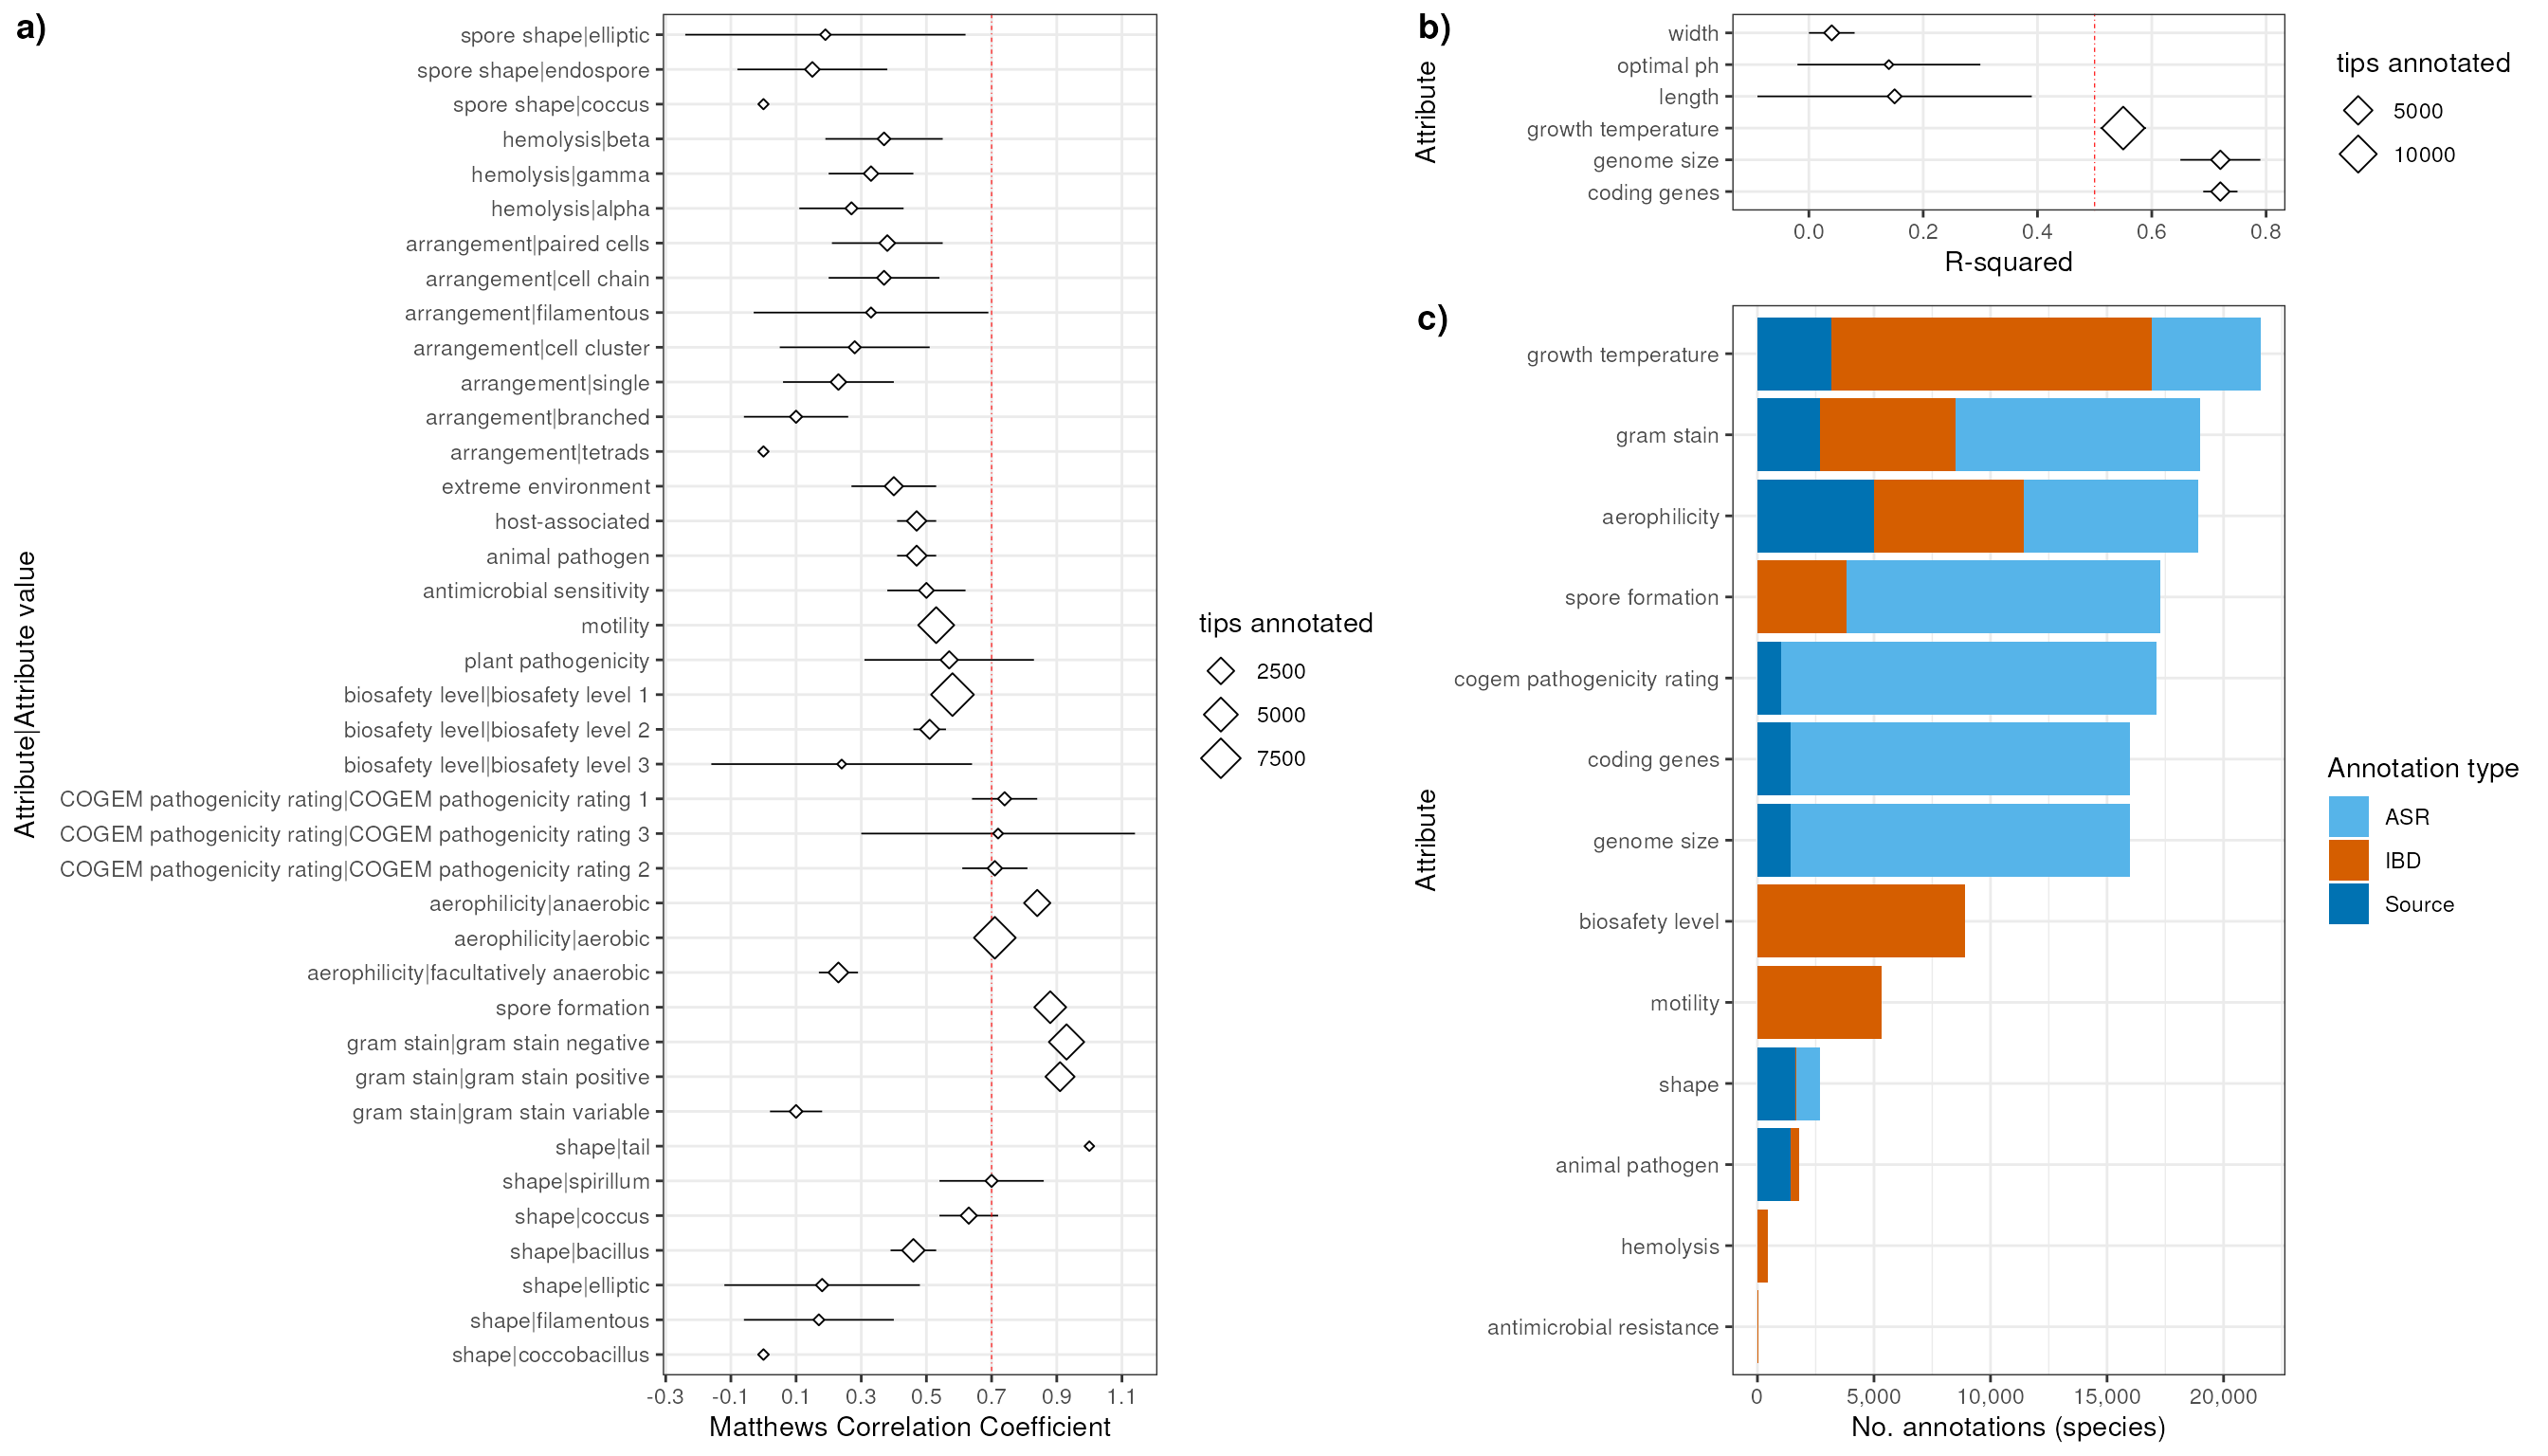 a)
Attribute|Attribute value
spore shape|elliptic
spore shape|endospore
spore shape|coccus
hemolysis|beta
hemolysis|gamma
hemolysis|alpha
arrangement|paired cells
arrangement|cell chain
arrangement|filamentous
arrangement|cell cluster
arrangement|single
arrangement|branched
arrangement|tetrads
extreme environment
host-associated
animal pathogen
antimicrobial sensitivity
motility
plant pathogenicity
biosafety level|biosafety level 1
biosafety level|biosafety level 2
biosafety level|biosafety level 3
COGEM pathogenicity rating|COGEM pathogenicity rating 1
COGEM pathogenicity rating|COGEM pathogenicity rating 3
COGEM pathogenicity rating|COGEM pathogenicity rating 2
aerophilicity|anaerobic
aerophilicity|aerobic
aerophilicity|facultatively anaerobic
spore formation
gram stain|gram stain negative
gram stain|gram stain positive
gram stain|gram stain variable
shape|tail
shape|spirillum
shape|coccus
shape|bacillus
shape|elliptic
shape|filamentous
shape|coccobacillus
-0.3 -0.1 0.1 0.3 0.5 0.7 0.9 1.1
Matthews Correlation Coefficient
tips annotated
2500
5000
7500
b)
Attribute
width
optimal ph
length
growth temperature
genome size
coding genes
0.0 0.2 0.4 0.6 0.8
R-squared
tips annotated
5000
10000
c)
Attribute
growth temperature
gram stain
aerophilicity
spore formation
cogem pathogenicity rating
coding genes
genome size
biosafety level
motility
shape
animal pathogen
hemolysis
antimicrobial resistance
0 5,000 10,000 15,000 20,000
No. annotations (species)
Annotation type
ASR
IBD
Source